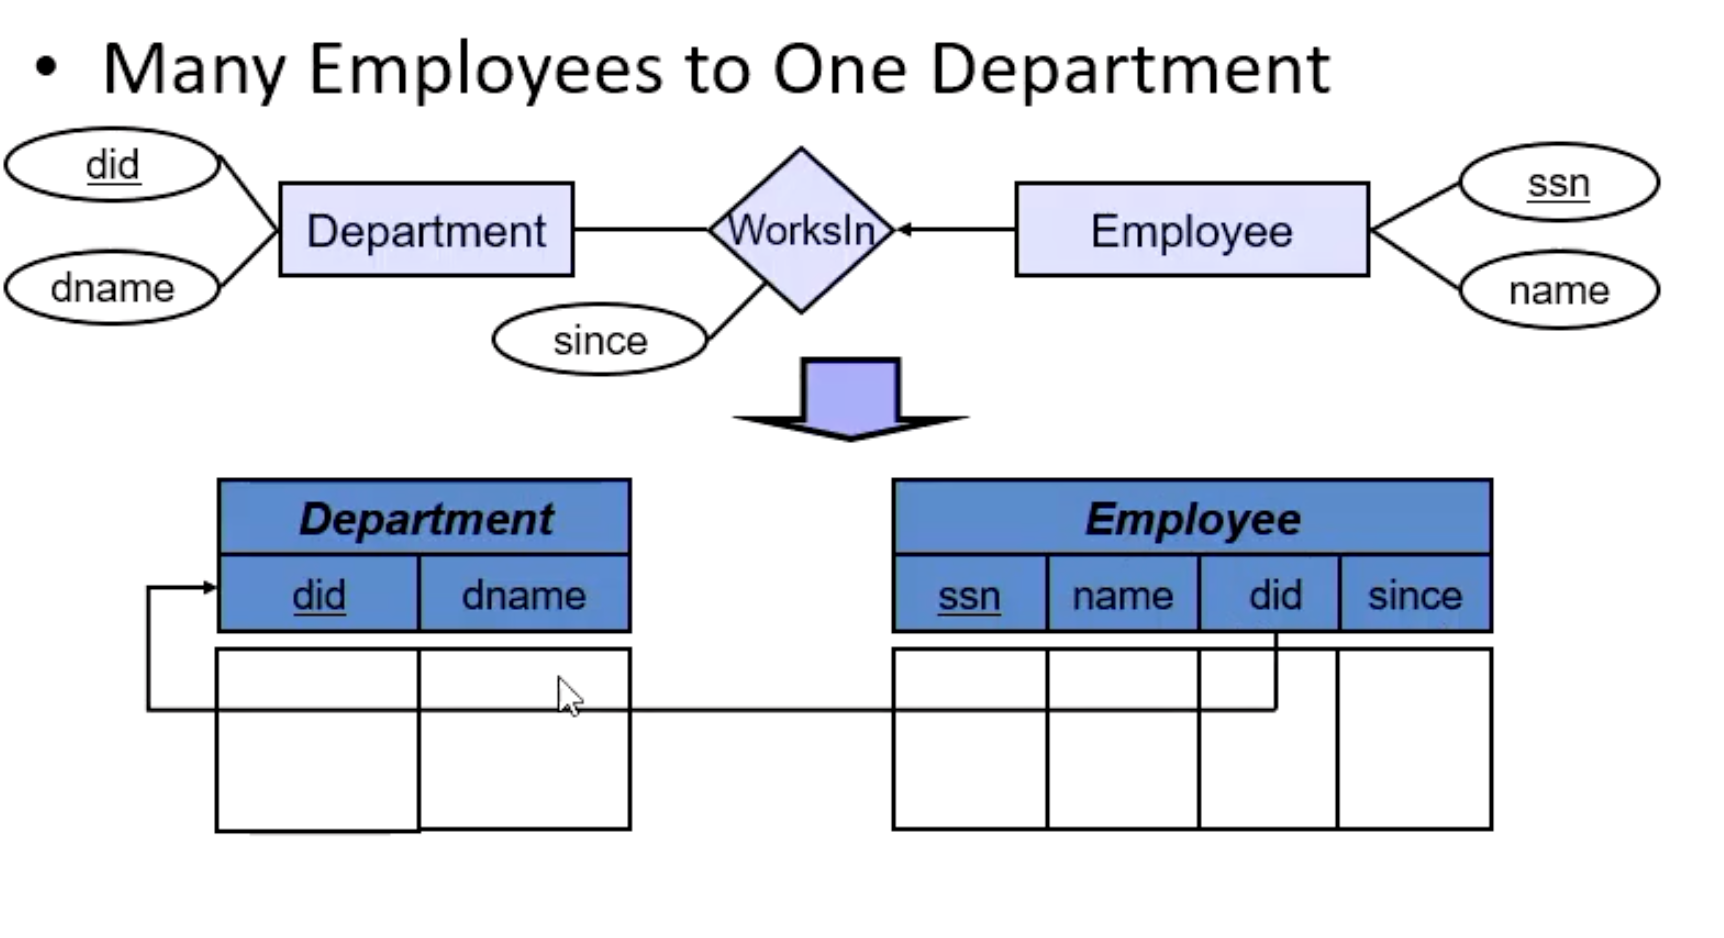 • Many Employees to One Department
did
dname
Department
WorksIn
since
Employee
ssn
name
Department
did dname
Employee
ssn name did since